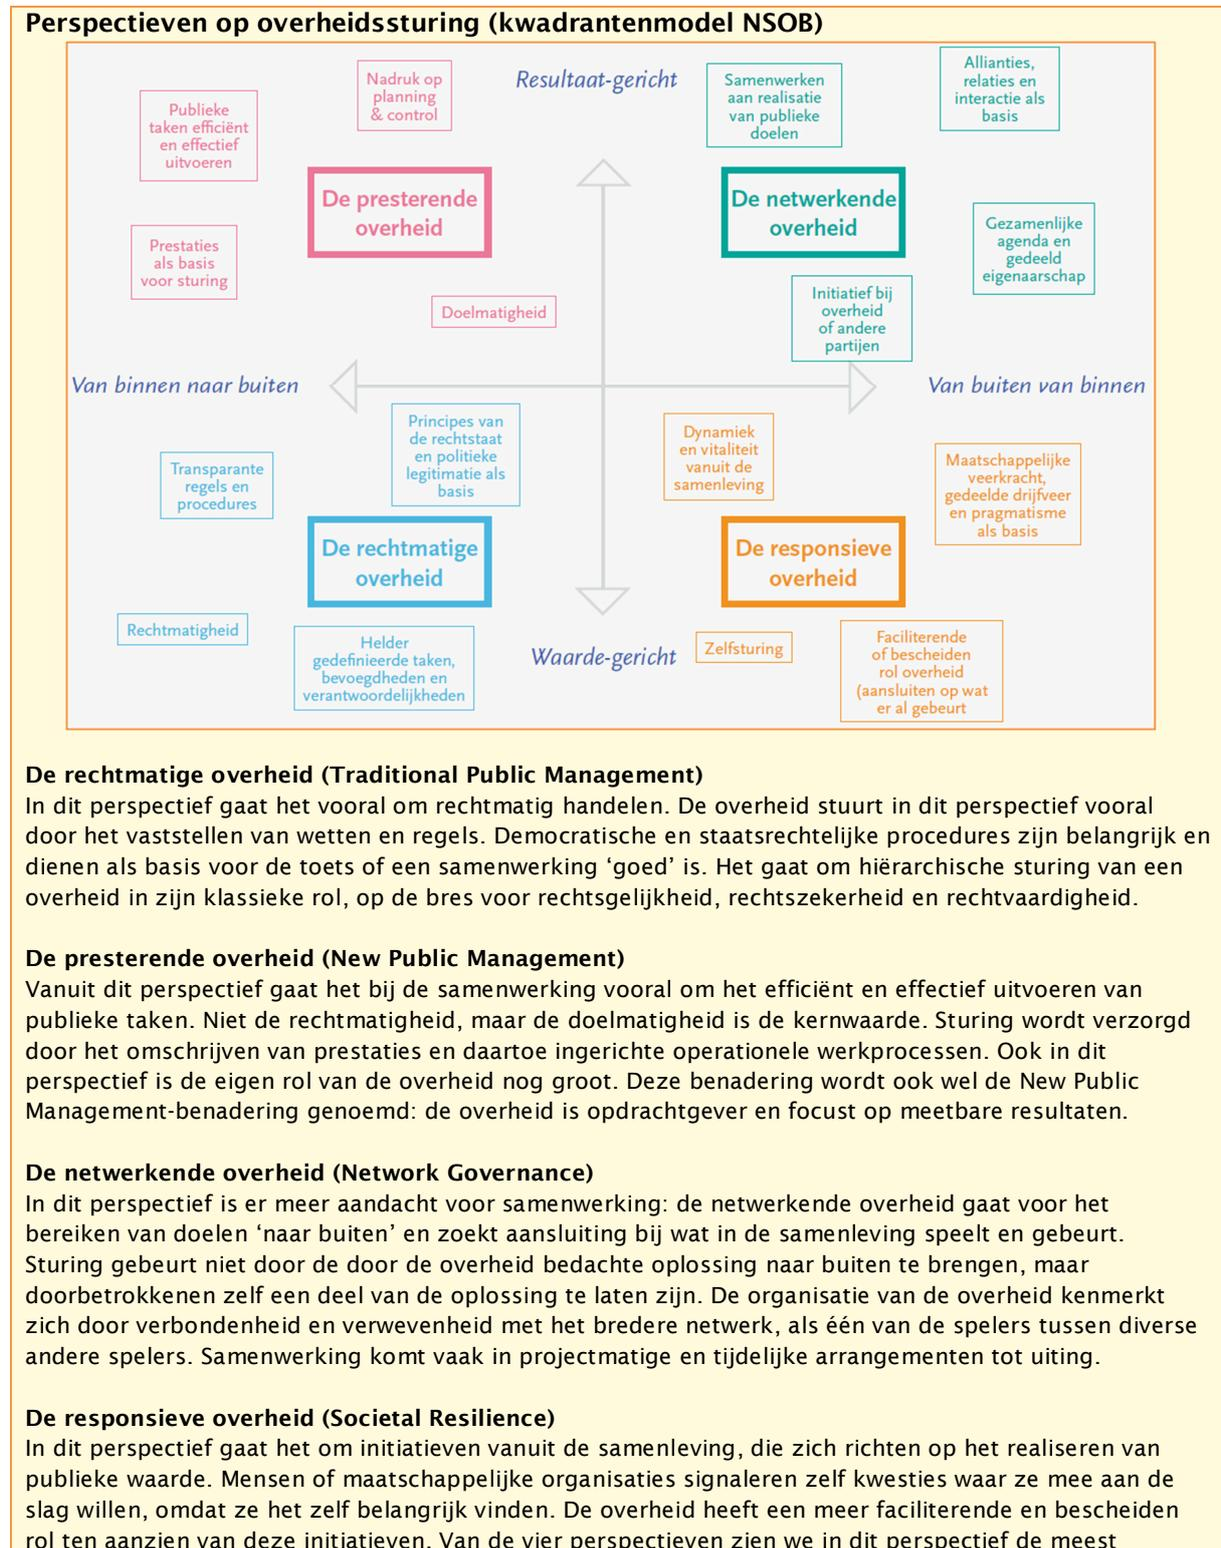 Perspectieven op overheidssturing (kwadrantenmodel NSOB)
Resultaat-gericht
Publieke
taken efficiënt
en effectief
uitvoeren
Nadruk op
planning
& control
Prestaties
als basis
voor sturing
De presterende
overheid
Doelmatigheid
Samenwerken
aan realisatie
van publieke
doelen
Allianties,
relaties en
interactie als
basis
De netwerkende
overheid
Gezamenlijke
agenda en
gedeeld
eigenaarschap
Initiatief bij
overheid
of andere
partijen
Van binnen naar buiten
Van buiten van binnen
Principes van
de rechtstaat
en politieke
legitimatie als
basis
Transparante
regels en
procedures
De rechtmatige
overheid
Rechtmatigheid
Helder
gedefinieerde taken,
bevoegdheden en
verantwoordelijkheden
Dynamiek
en vitaliteit
vanuit de
samenleving
Maatschappelijke
veerkracht,
gedeelde drijfveer
en pragmatisme
als basis
De responsieve
overheid
Waarde-gericht
Zelfsturing
Faciliterende
of bescheiden
rol overheid
(aansluiten op wat
er al gebeurt
De rechtmatige overheid (Traditional Public Management)
In dit perspectief gaat het vooral om rechtmatig handelen. De overheid stuurt in dit perspectief vooral
door het vaststellen van wetten en regels. Democratische en staatsrechtelijke procedures zijn belangrijk en
dienen als basis voor de toets of een samenwerking ‘goed’ is. Het gaat om hiërarchische sturing van een
overheid in zijn klassieke rol, op de bres voor rechtsgelijkheid, rechtszekerheid en rechtvaardigheid.
De presterende overheid (New Public Management)
Vanuit dit perspectief gaat het bij de samenwerking vooral om het efficiënt en effectief uitvoeren van
publieke taken. Niet de rechtmatigheid, maar de doelmatigheid is de kernwaarde. Sturing wordt verzorgd
door het omschrijven van prestaties en daartoe ingerichte operationele werkprocessen. Ook in dit
perspectief is de eigen rol van de overheid nog groot. Deze benadering wordt ook wel de New Public
Management-benadering genoemd: de overheid is opdrachtgever en focust op meetbare resultaten.
De netwerkende overheid (Network Governance)
In dit perspectief is er meer aandacht voor samenwerking: de netwerkende overheid gaat voor het
bereiken van doelen ‘naar buiten’ en zoekt aansluiting bij wat in de samenleving speelt en gebeurt.
Sturing gebeurt niet door de door de overheid bedachte oplossing naar buiten te brengen, maar
doorbetrokkenen zelf een deel van de oplossing te laten zijn. De organisatie van de overheid kenmerkt
zich door verbondenheid en verwevenheid met het bredere netwerk, als één van de spelers tussen diverse
andere spelers. Samenwerking komt vaak in projectmatige en tijdelijke arrangementen tot uiting.
De responsieve overheid (Societal Resilience)
In dit perspectief gaat het om initiatieven vanuit de samenleving, die zich richten op het realiseren van
publieke waarde. Mensen of maatschappelijke organisaties signaleren zelf kwesties waar ze mee aan de
slag willen, omdat ze het zelf belangrijk vinden. De overheid heeft een meer faciliterende en bescheiden
rol ten aanzien van deze initiatieven. Van de vier perspectieven zien we in dit perspectief de meest